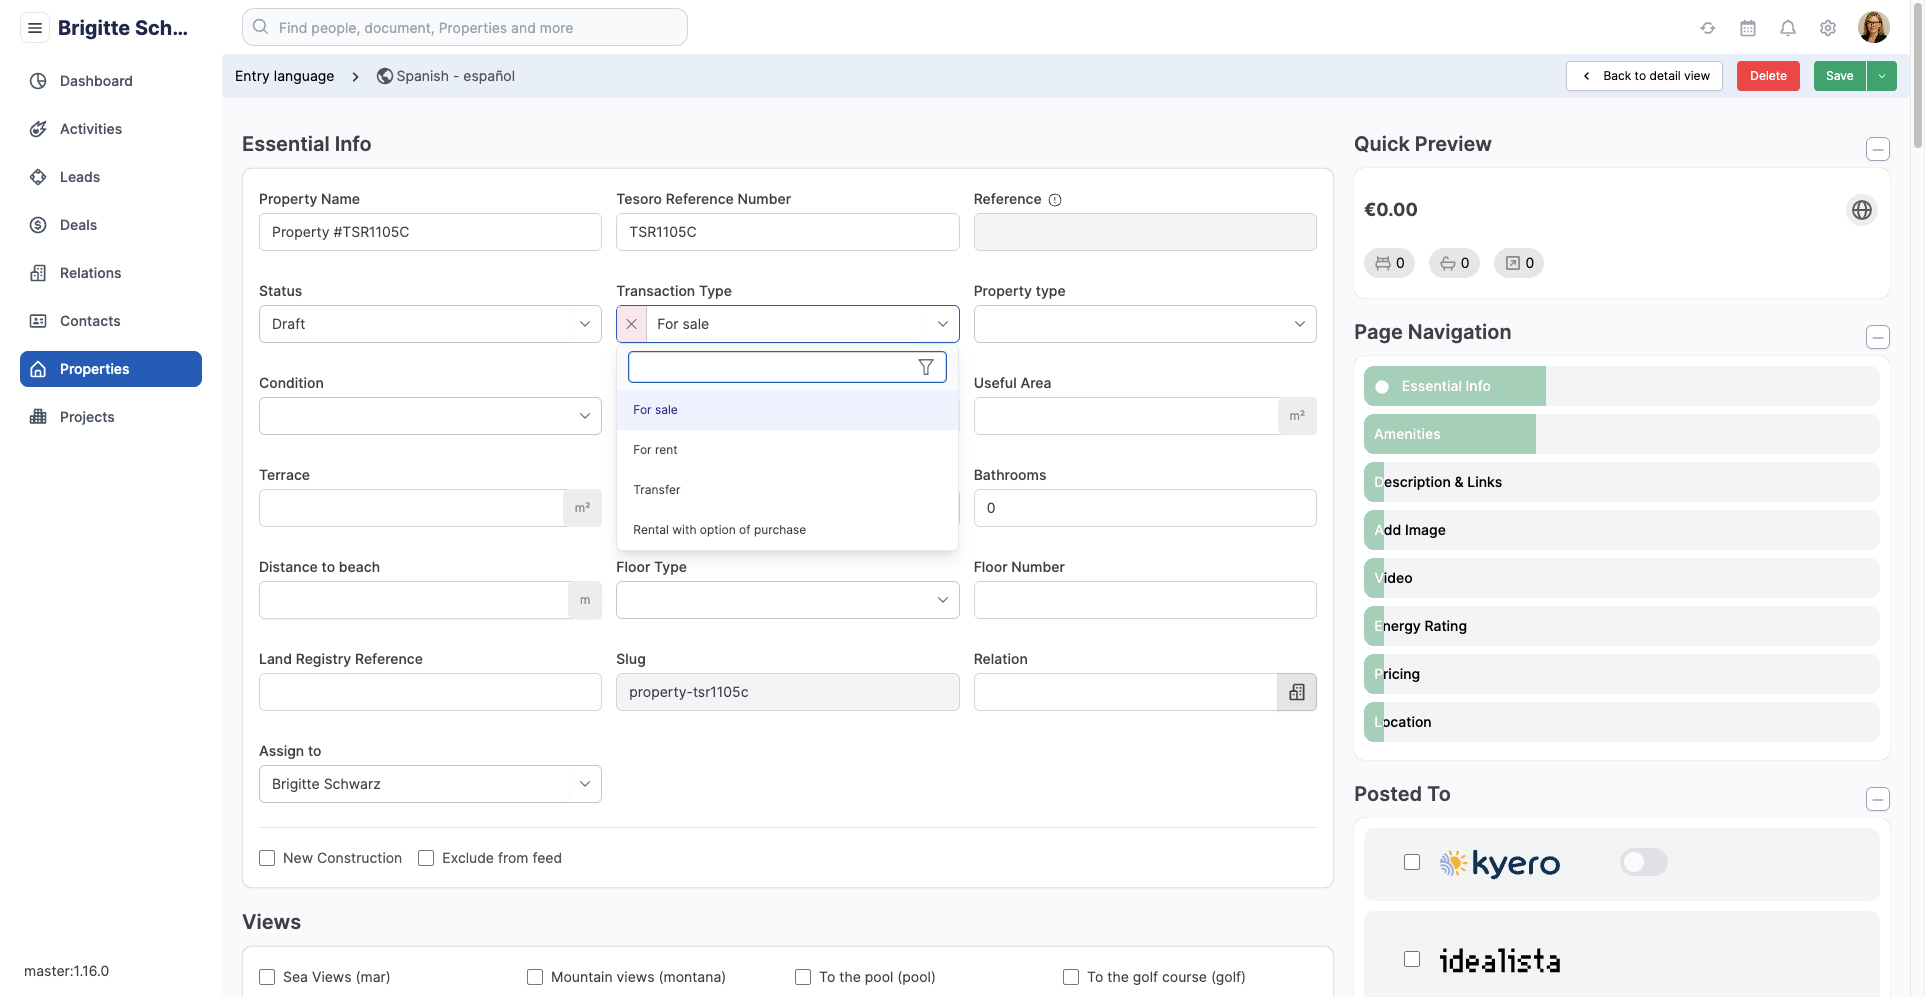 Brigitte Sch...
Find people, document, Properties and more
Dashboard
Activities
Leads
Deals
Relations
Contacts
Properties
Projects
master:1.16.0
Entry language > Spanish - español
Back to detail view
Delete
Save
Essential Info
Property Name
Property #TSR1105C
Tesoro Reference Number
TSR1105C
Reference
Status
Draft
Transaction Type
For sale
For sale
For rent
Transfer
Rental with option of purchase
Property type
Condition
Useful Area
m²
Terrace
m²
Bathrooms
0
Distance to beach
m
Floor Type
Floor Number
Land Registry Reference
Slug
property-tsr1105c
Relation
Assign to
Brigitte Schwarz
New Construction
Exclude from feed
Views
Sea Views (mar)
Mountain views (montana)
To the pool (pool)
To the golf course (golf)
Quick Preview
€0.00
0
0
0
Page Navigation
Essential Info
Amenities
Description & Links
Add Image
Video
Energy Rating
Pricing
Location
Posted To
kyero
idealista